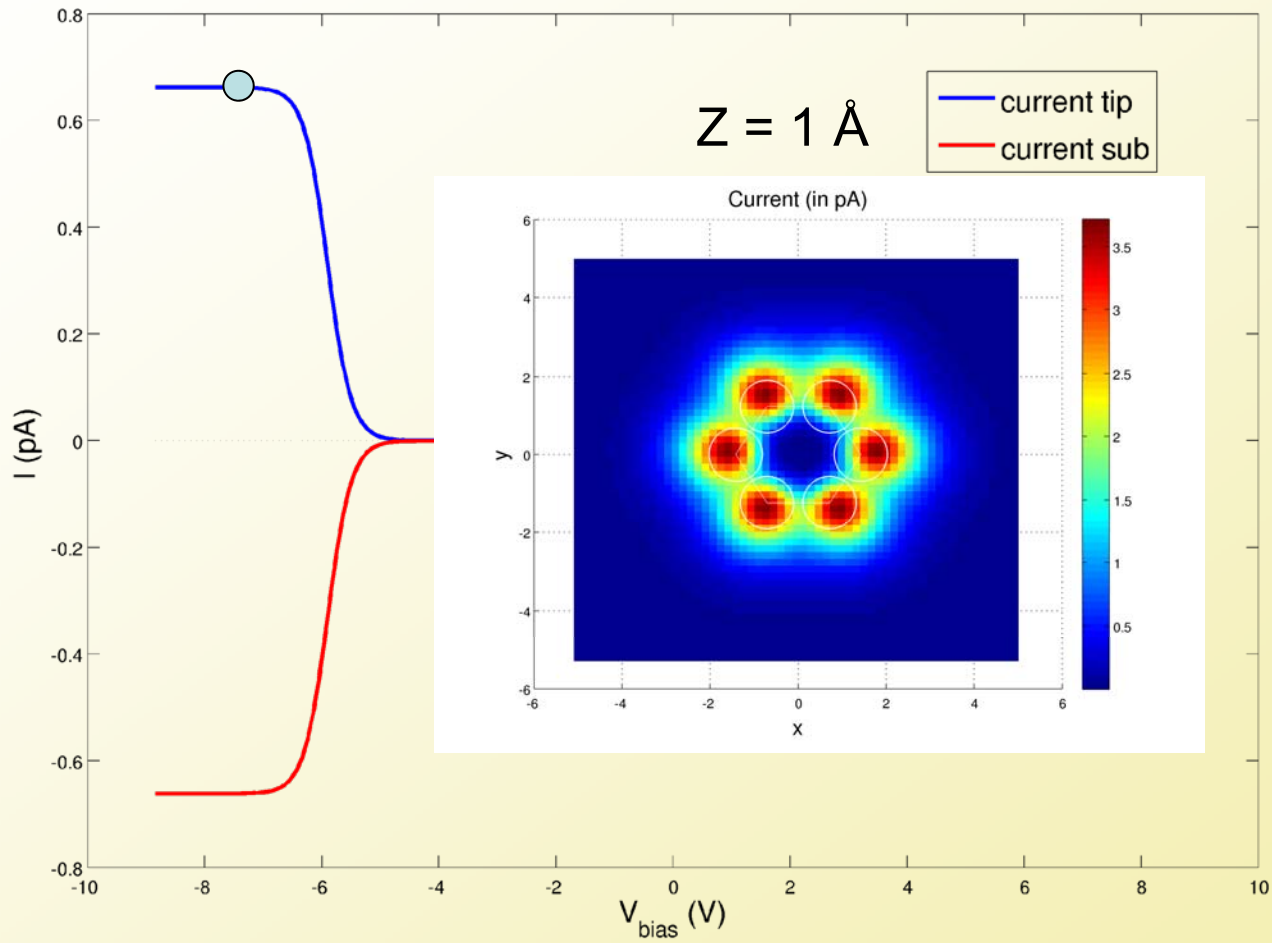 0.8
0.6
0.4
0.2
0
-0.2
-0.4
-0.6
-0.8
I (pA)
-10 -8 -6 -4 -2 0 2 4 6 8 10
V_bias (V)
Z = 1 Å
current tip
current sub
Current (in pA)
6
4
2
0
-2
-4
-6
y
-6 -4 -2 0 2 4 6
x
3.5
3
2.5
2
1.5
1
0.5